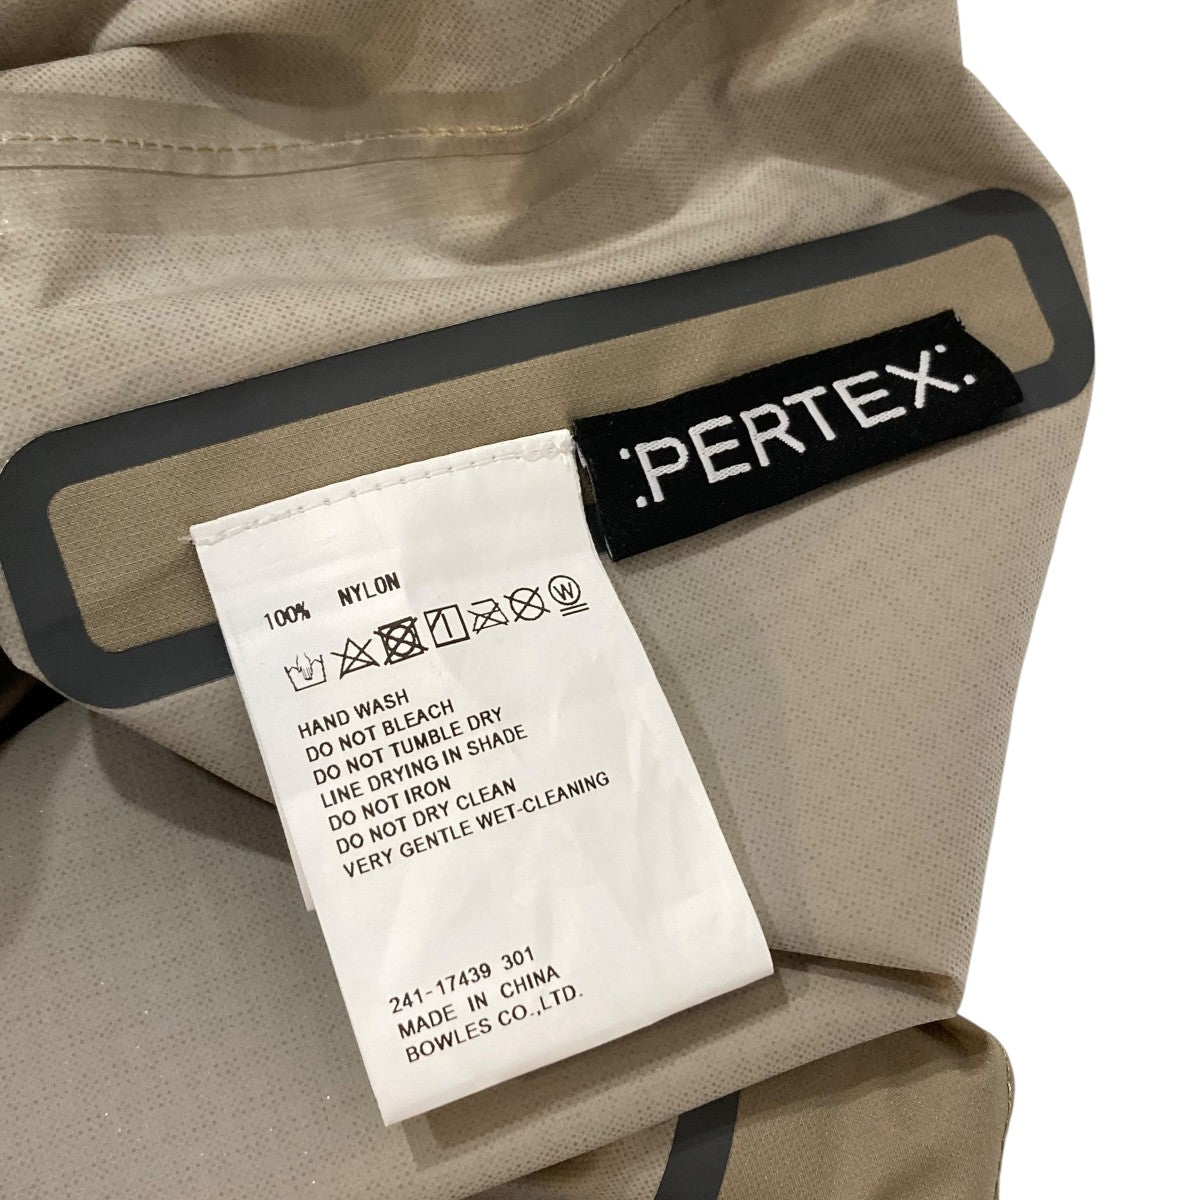 :PERTEX:
100% NYLON
W
HAND WASH
DO NOT BLEACH
DO NOT TUMBLE DRY
LINE DRYING IN SHADE
DO NOT IRON
DO NOT DRY CLEAN
VERY GENTLE WET-CLEANING
241-17439 301
MADE IN CHINA
BOWLES CO.,LTD.